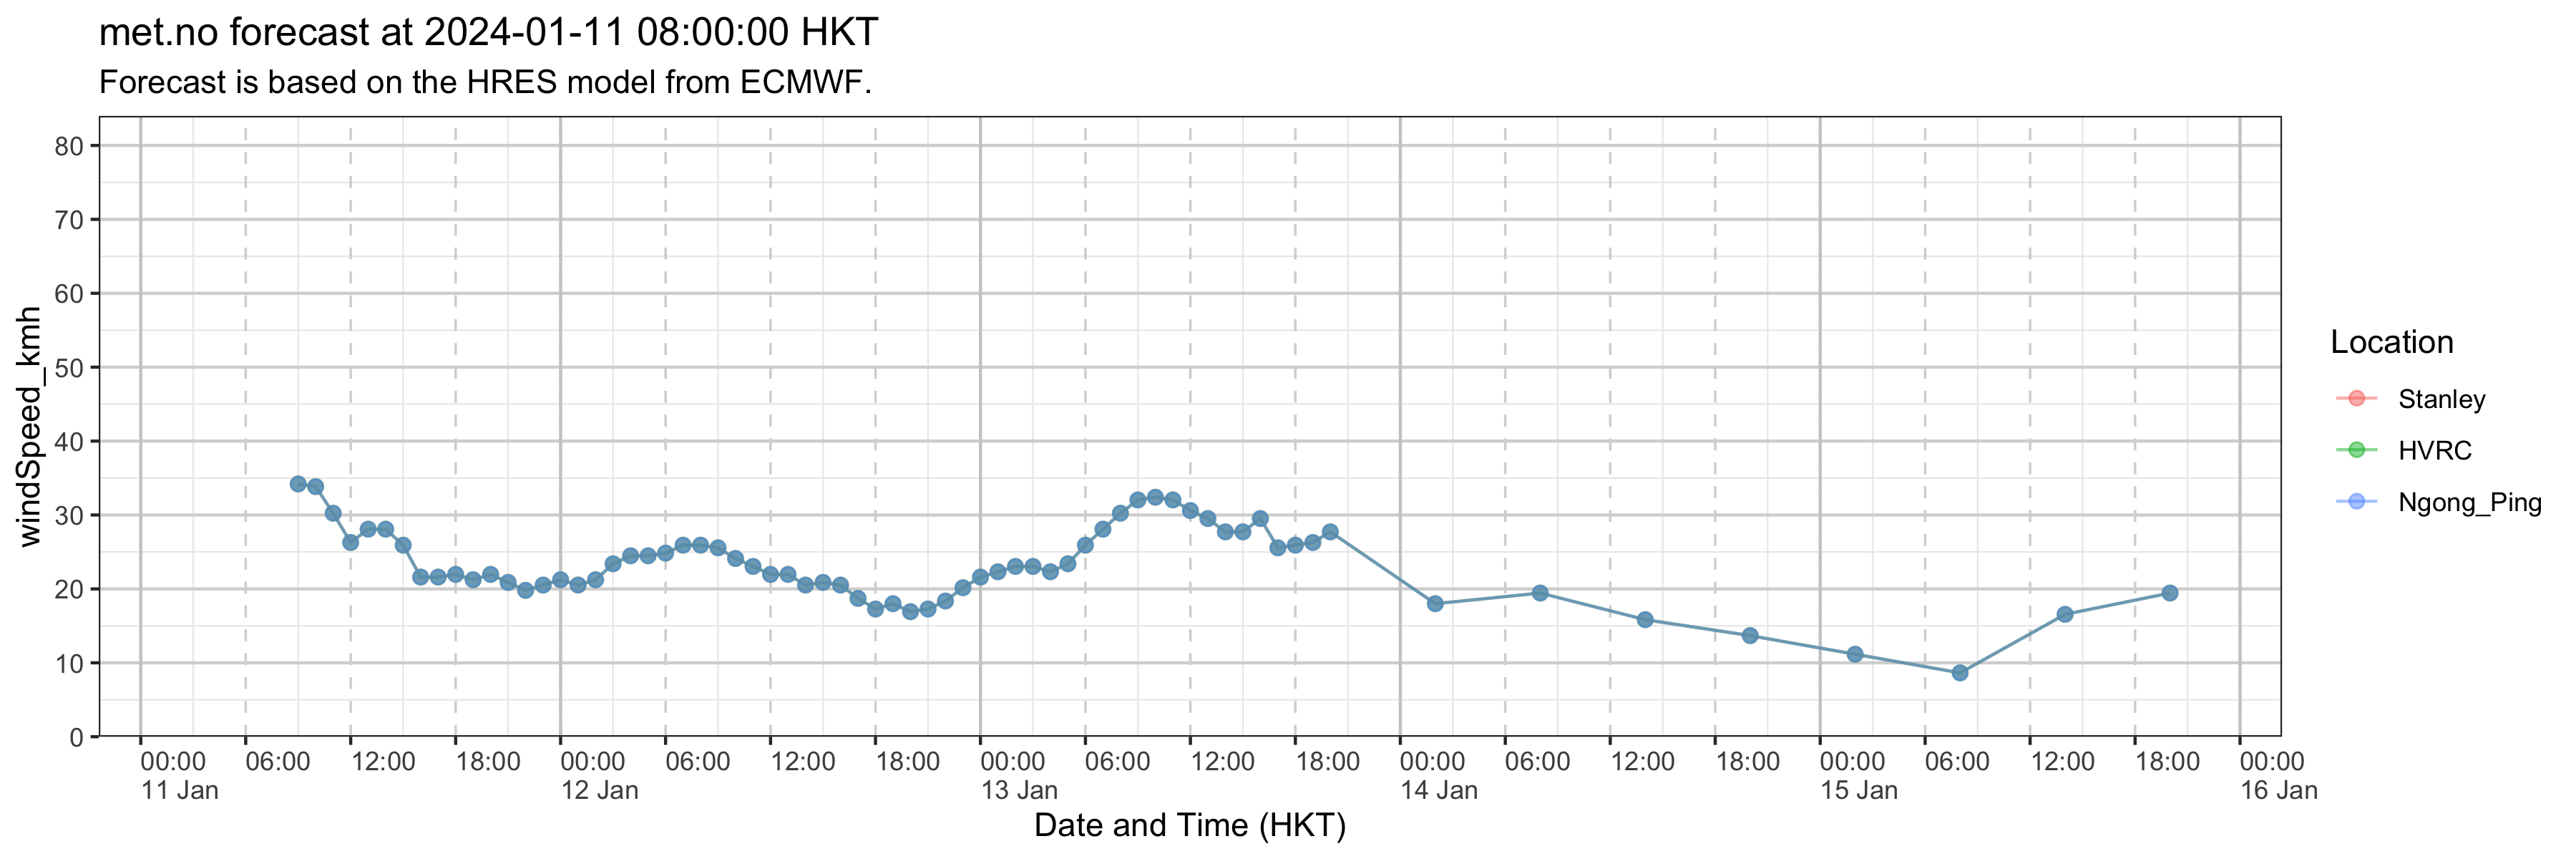 met.no forecast at 2024-01-11 08:00:00 HKT
Forecast is based on the HRES model from ECMWF.
windSpeed_kmh
80
70
60
50
40
30
20
10
0
00:00 06:00 12:00 18:00 00:00 06:00 12:00 18:00 00:00 06:00 12:00 18:00 00:00 06:00 12:00 18:00 00:00 06:00 12:00 18:00 00:00
11 Jan 12 Jan 13 Jan 14 Jan 15 Jan 16 Jan
Date and Time (HKT)
Location
Stanley
HVRC
Ngong_Ping